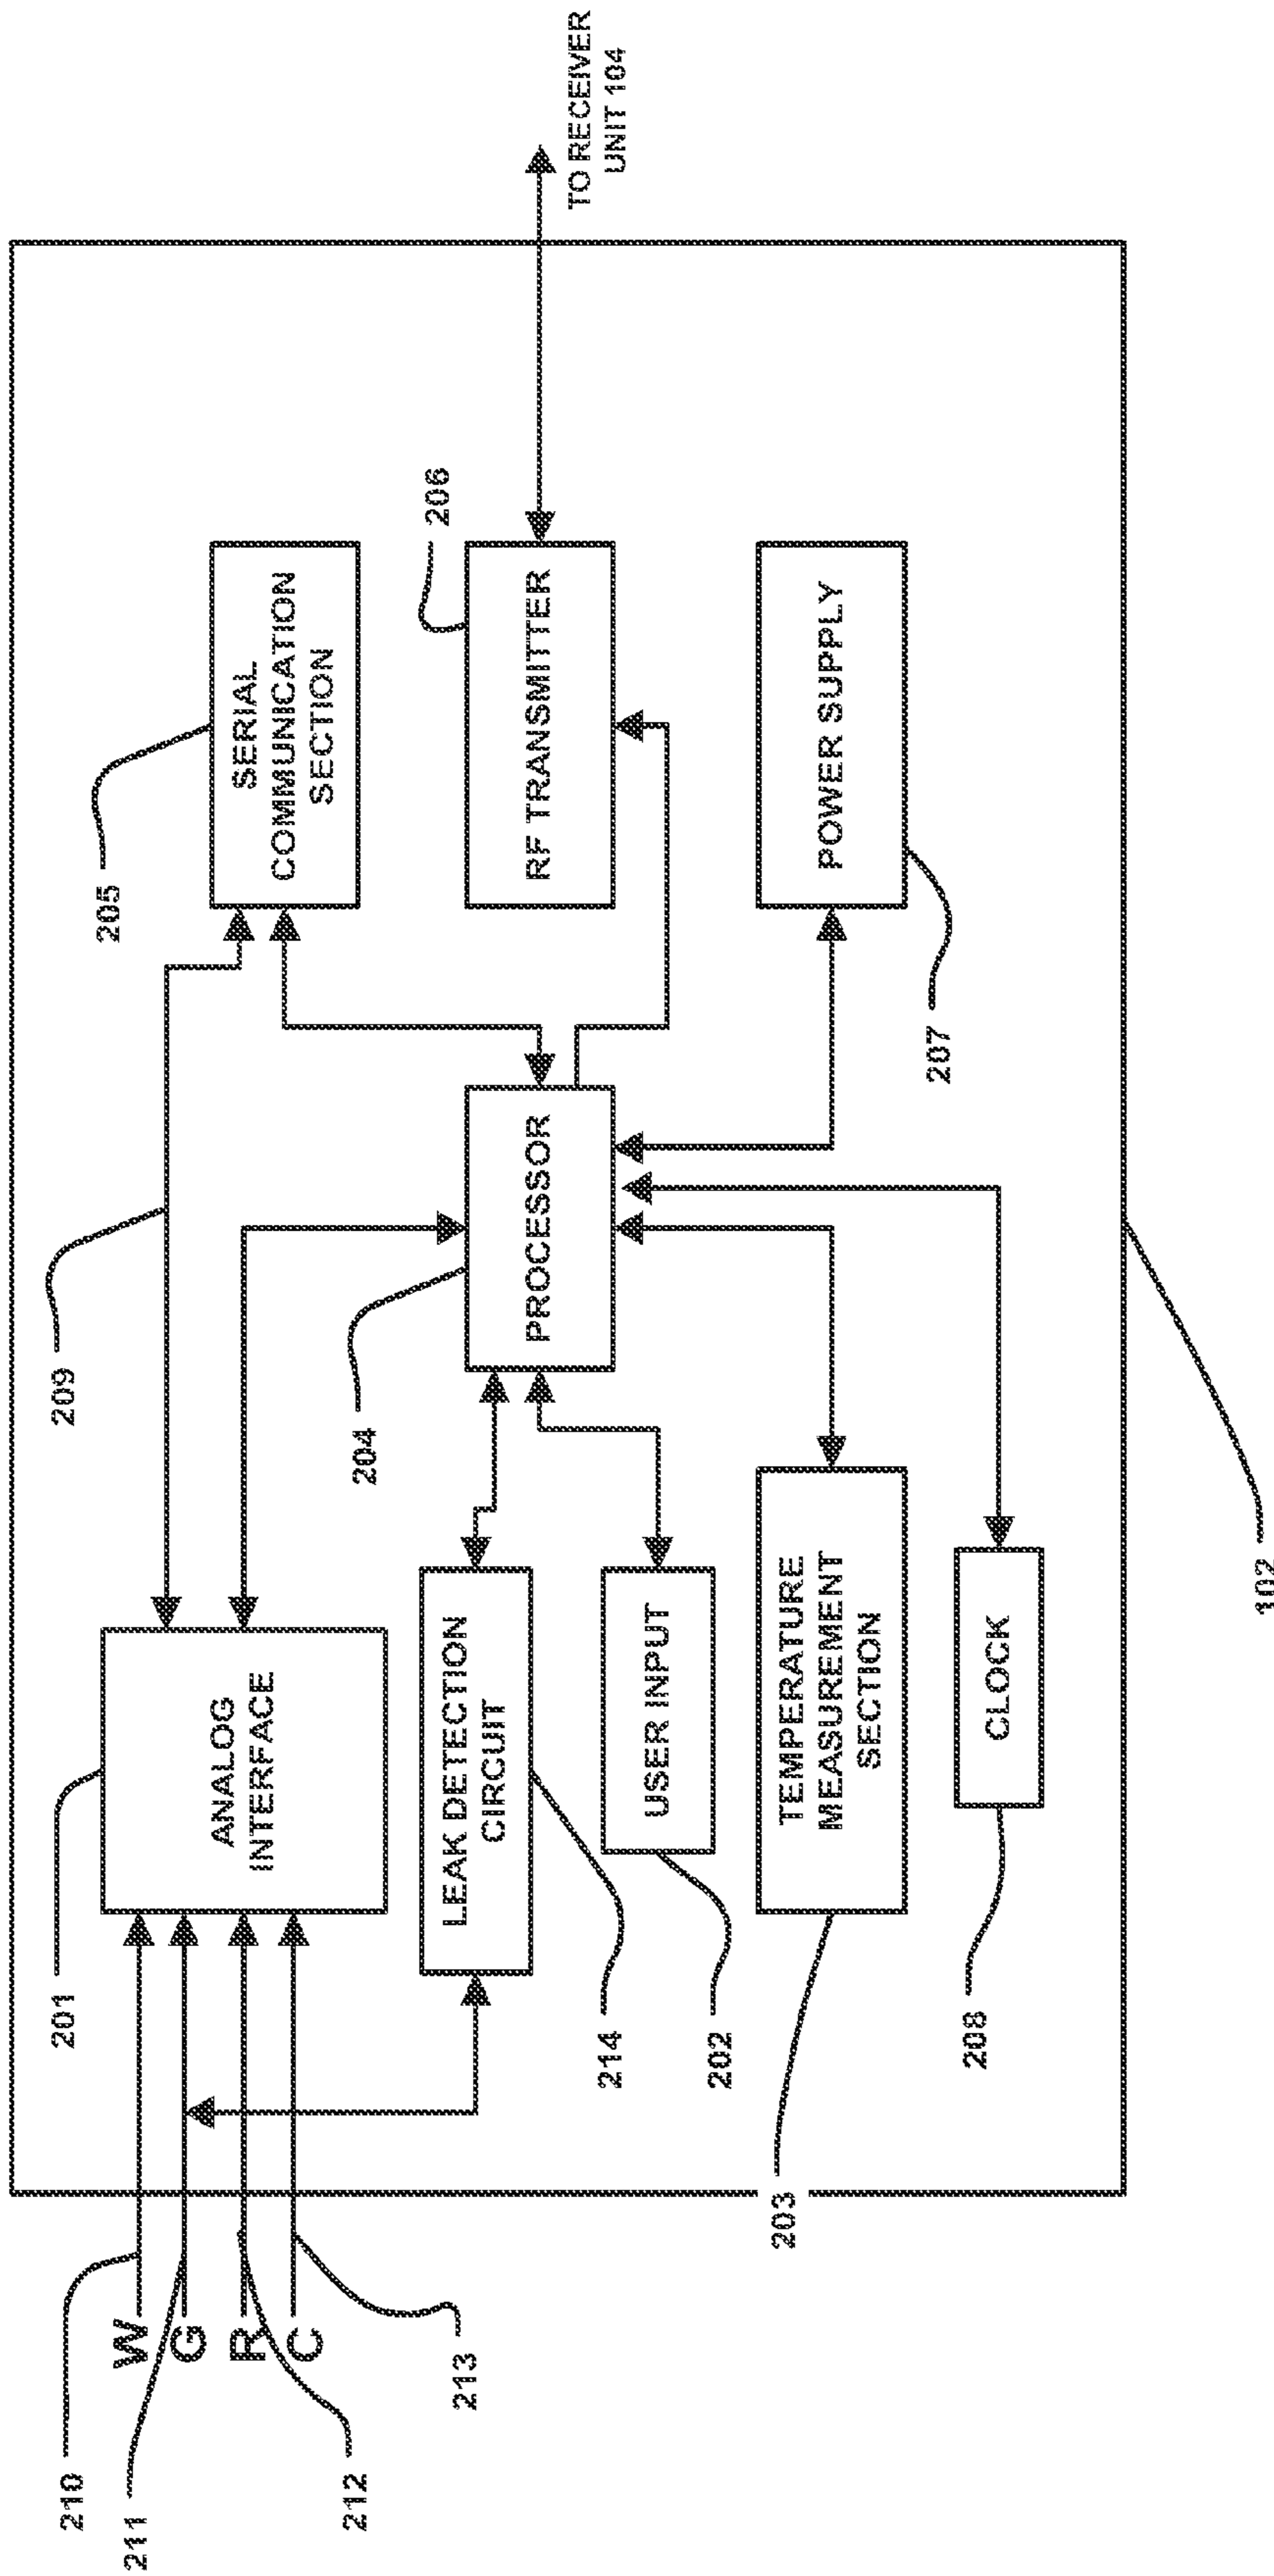 201
ANALOG
INTERFACE
209
205
SERIAL
COMMUNICATION
SECTION
210
W
211
G
R
212
C
213
LEAK DETECTION
CIRCUIT
214
204
PROCESSOR
206
RF TRANSMITTER
TO RECEIVER
UNIT 104
USER INPUT
202
TEMPERATURE
MEASUREMENT
SECTION
203
POWER SUPPLY
207
CLOCK
208
102